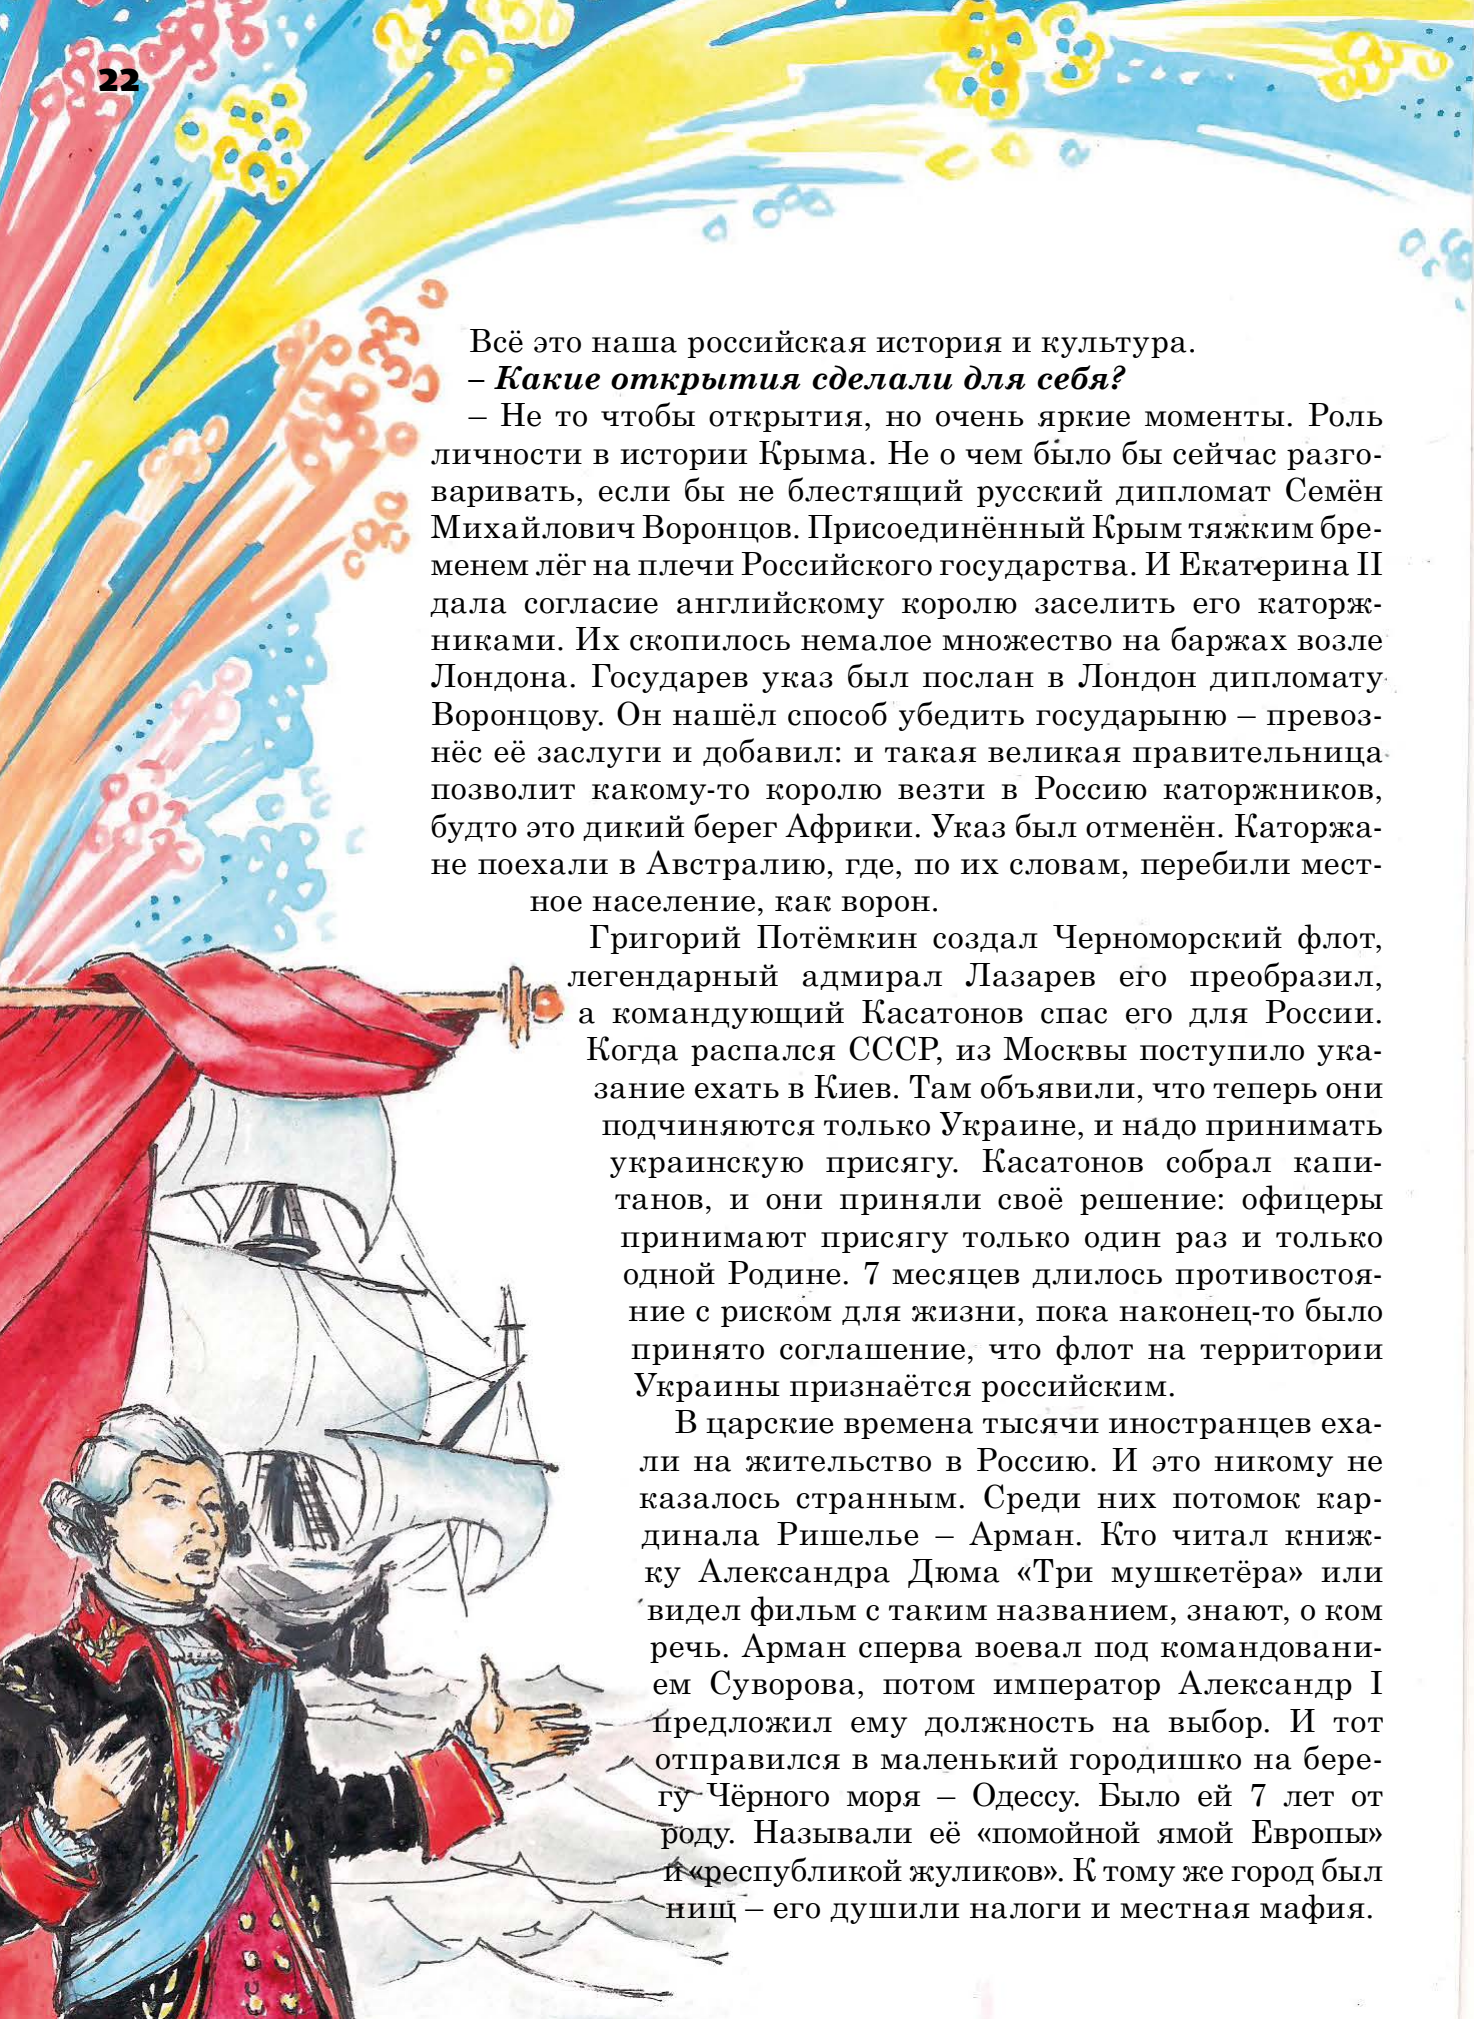 22
Всё это наша российская история и культура.
– Какие открытия сделали для себя?
– Не то чтобы открытия, но очень яркие моменты. Роль
личности в истории Крыма. Не о чем было бы сейчас разго-
варивать, если бы не блестящий русский дипломат Семён
Михайлович Воронцов. Присоединённый Крым тяжким бре-
менем лёг на плечи Российского государства. И Екатерина II
дала согласие английскому королю заселить его каторж-
никами. Их скопилось немалое множество на баржах возле
Лондона. Государев указ был послан в Лондон дипломату
Воронцову. Он нашёл способ убедить государыню – превоз-
нёс её заслуги и добавил: и такая великая правительница
позволит какому-то королю везти в Россию каторжников,
будто это дикий берег Африки. Указ был отменён. Каторжа-
не поехали в Австралию, где, по их словам, перебили мест-
ное население, как ворон.
Григорий Потёмкин создал Черноморский флот,
легендарный адмирал Лазарев его преобразил,
а командующий Касатонов спас его для России.
Когда распался СССР, из Москвы поступило ука-
зание ехать в Киев. Там объявили, что теперь они
подчиняются только Украине, и надо принимать
украинскую присягу. Касатонов собрал капи-
танов, и они приняли своё решение: офицеры
принимают присягу только один раз и только
одной Родине. 7 месяцев длилось противостоя-
ние с риском для жизни, пока наконец-то было
принято соглашение, что флот на территории
Украины признаётся российским.
В царские времена тысячи иностранцев еха-
ли на жительство в Россию. И это никому не
казалось странным. Среди них потомок кар-
динала Ришелье – Арман. Кто читал книж-
ку Александра Дюма «Три мушкетёра» или
видел фильм с таким названием, знают, о ком
речь. Арман сперва воевал под командовани-
ем Суворова, потом император Александр I
предложил ему должность на выбор. И тот
отправился в маленький городишко на бере-
гу Чёрного моря – Одессу. Было ей 7 лет от
роду. Называли её «помойной ямой Европы»
и «республикой жуликов». К тому же город был
нищ – его душили налоги и местная мафия.